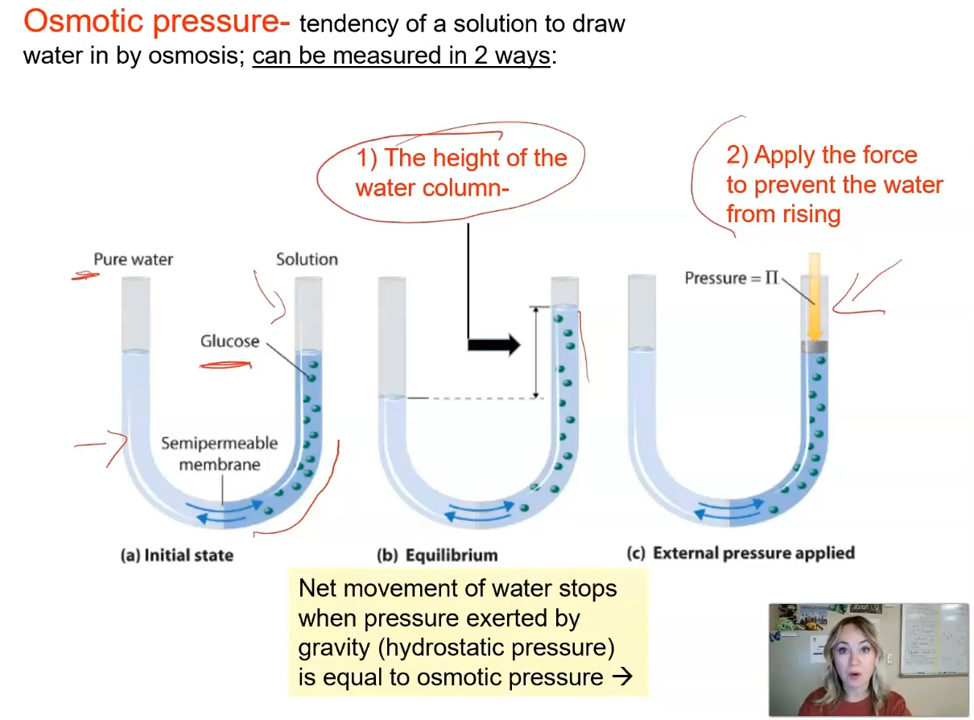 Osmotic pressure- tendency of a solution to draw
water in by osmosis; can be measured in 2 ways:
1) The height of the
water column-
2) Apply the force
to prevent the water
from rising
Pure water
Solution
Glucose
Semipermeable
membrane
Pressure = Π
(a) Initial state
(b) Equilibrium
(c) External pressure applied
Net movement of water stops
when pressure exerted by
gravity (hydrostatic pressure)
is equal to osmotic pressure →